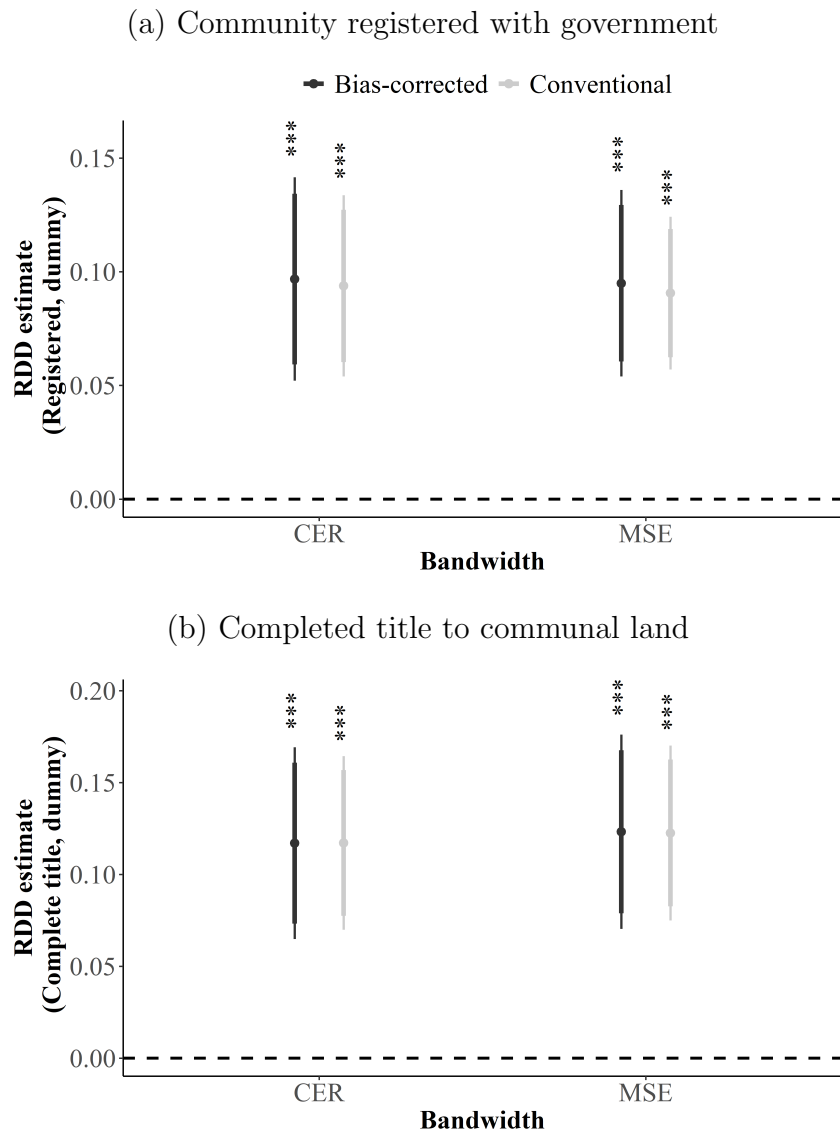 (a) Community registered with government
Bias-corrected Conventional
*** *** *** ***
0.15
0.10
0.05
0.00
RDD estimate
(Registered, dummy)
CER MSE
Bandwidth
(b) Completed title to communal land
*** *** *** ***
0.20
0.15
0.10
0.05
0.00
RDD estimate
(Complete title, dummy)
CER MSE
Bandwidth